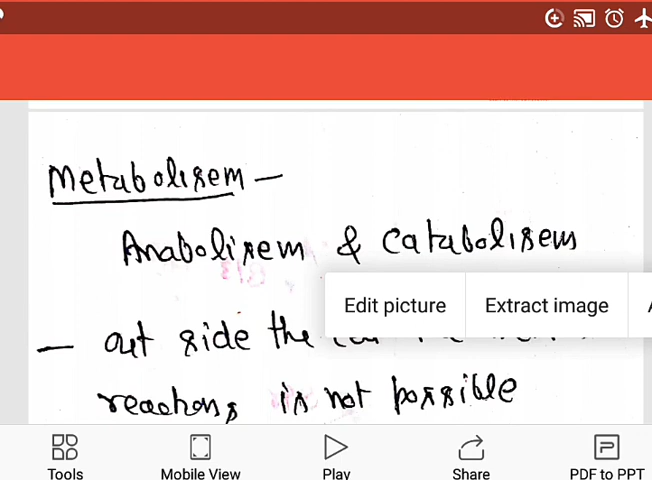 Metabolisem —
Anabolisem & Catabolisem
Edit picture Extract image
— out side the
reactions is not possible
Tools Mobile View Play Share PDF to PPT